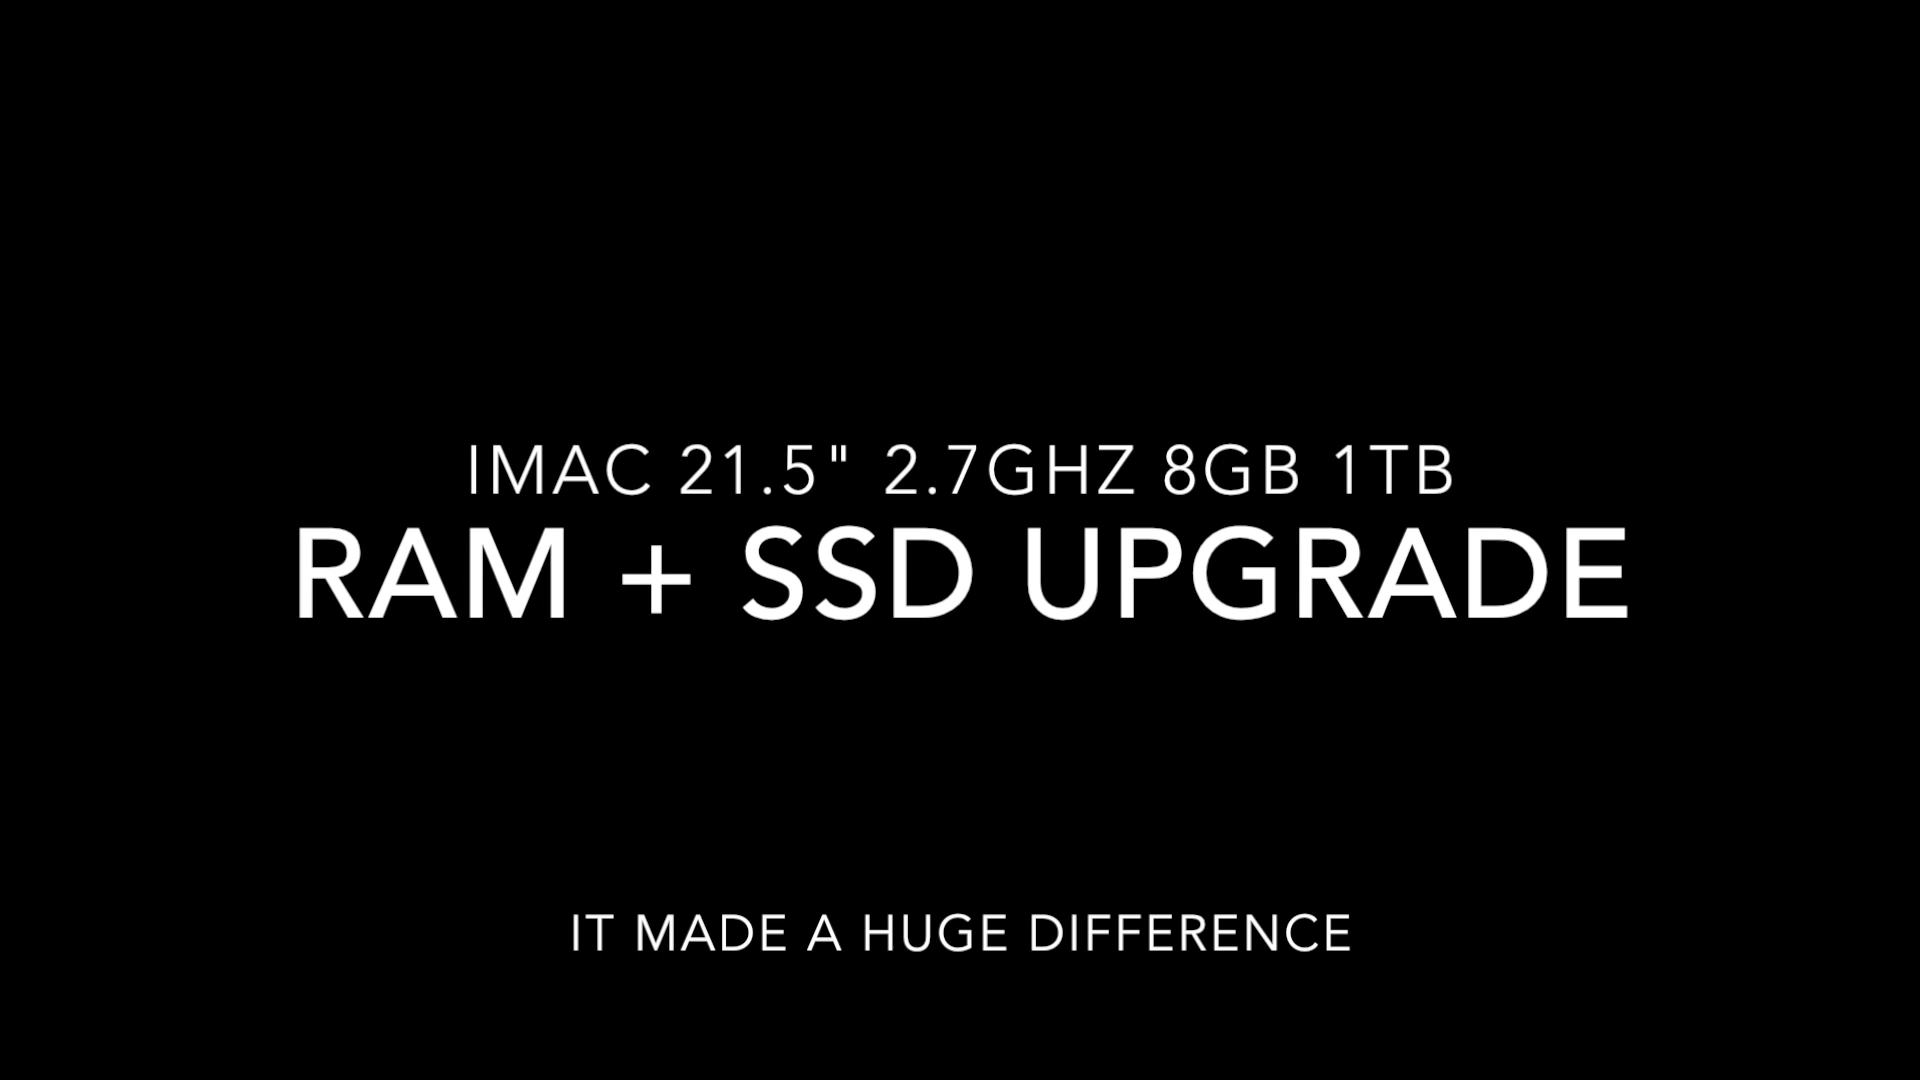 IMAC 21.5" 2.7GHZ 8GB 1TB
RAM + SSD UPGRADE
IT MADE A HUGE DIFFERENCE